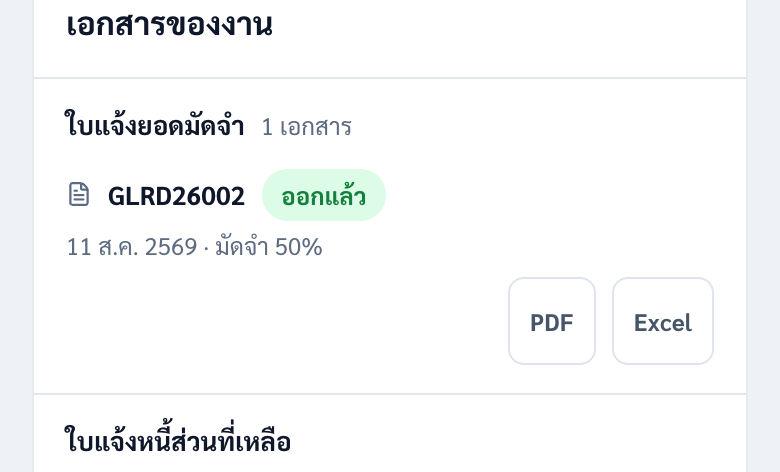 เอกสารของงาน
ใบแจ้งยอดมัดจำ 1 เอกสาร
GLRD26002 ออกแล้ว
11 ส.ค. 2569 · มัดจำ 50%
PDF Excel
ใบแจ้งหนี้ส่วนที่เหลือ